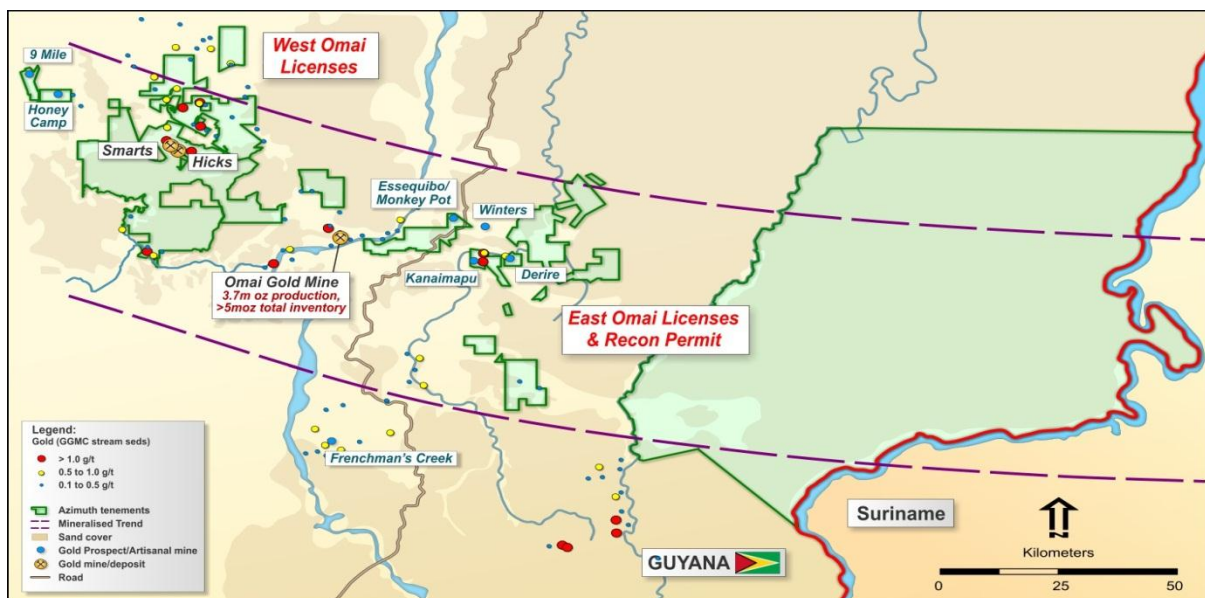 West Omai
Licenses
9 Mile
Honey
Camp
Smarts
Hicks
Essequibo/
Monkey Pot
Winters
Kanaimapu
Derire
Omai Gold Mine
3.7m oz production,
>5moz total inventory
East Omai Licenses
& Recon Permit
Frenchman's Creek
Legend:
Gold (GGMC stream seds)
> 1.0 g/t
0.5 to 1.0 g/t
0.1 to 0.5 g/t
Azimuth tenements
Mineralised Trend
Sand cover
Gold Prospect/Artisanal mine
Gold mine/deposit
Road
GUYANA
Suriname
N
Kilometers
0 25 50